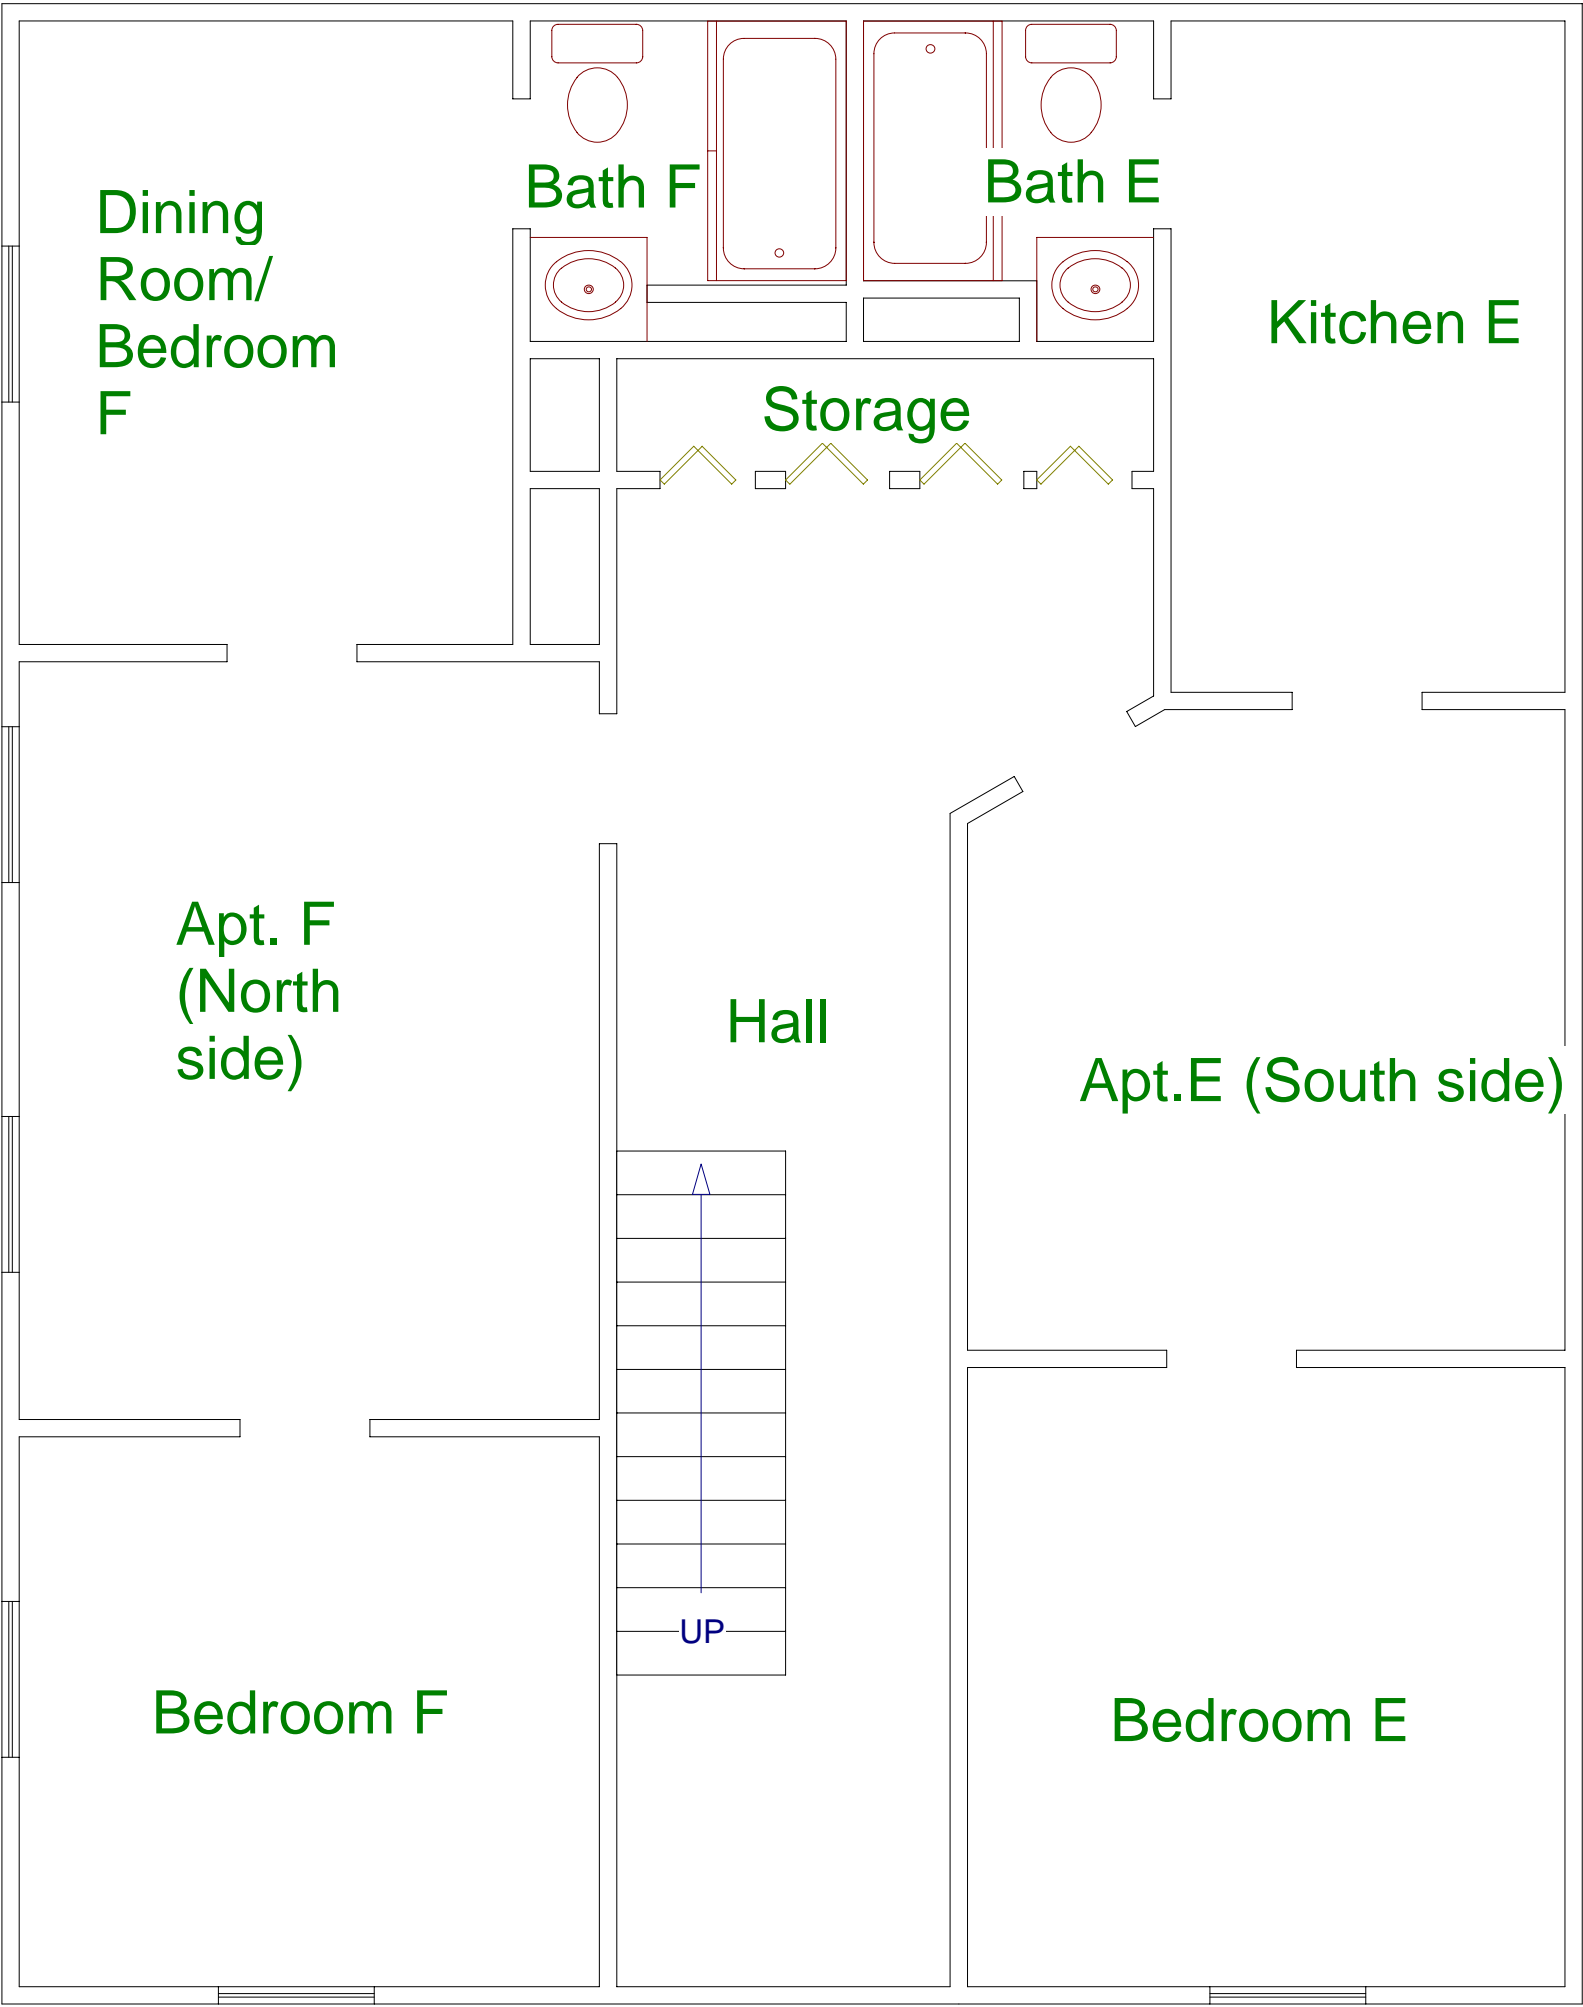 Bath F
Bath E
Dining
Room/
Bedroom
F
Kitchen E
Storage
Apt. F
(North
side)
Hall
Apt.E (South side)
UP
Bedroom F
Bedroom E